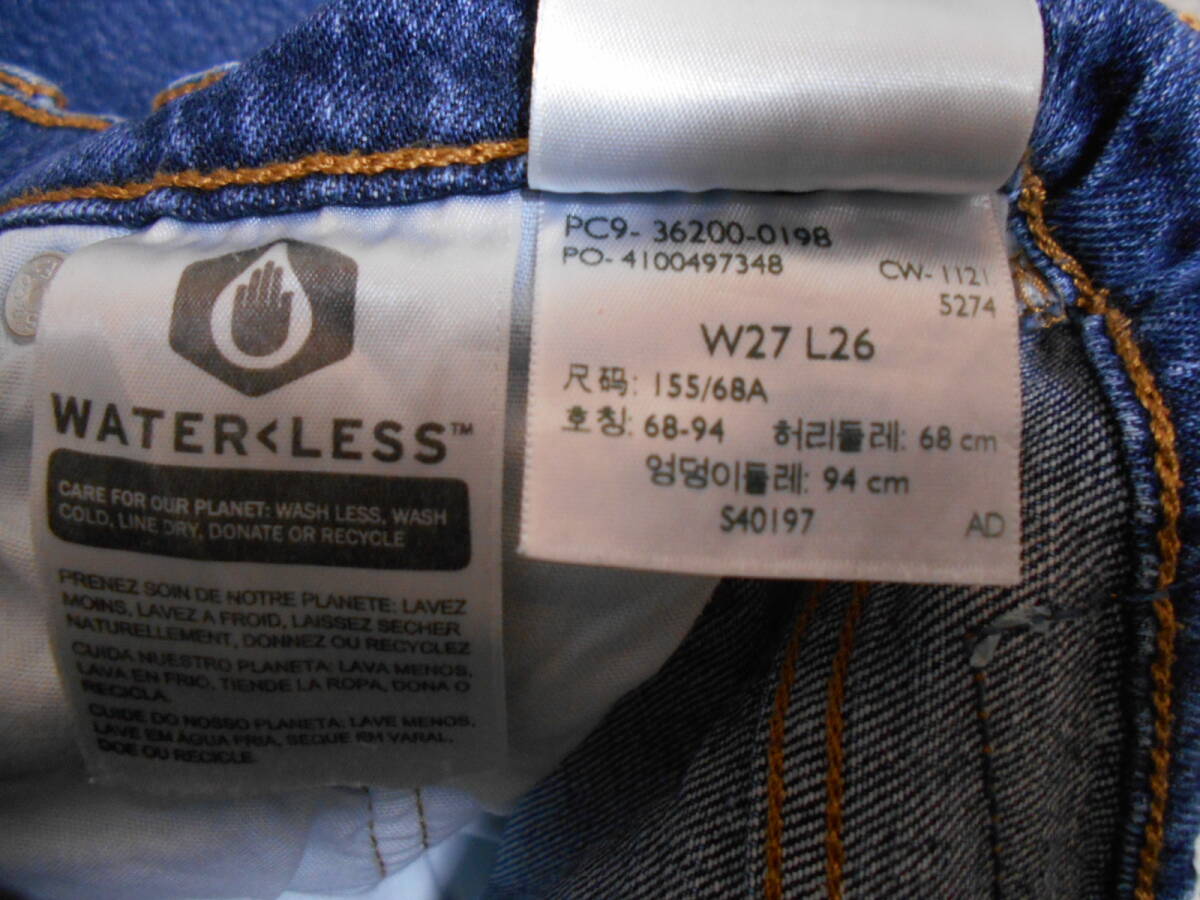 WATER<LESS™
CARE FOR OUR PLANET: WASH LESS, WASH
COLD, LINE DRY, DONATE OR RECYCLE
PRENEZ SOIN DE NOTRE PLANETE: LAVEZ
MOINS, LAVEZ A FROID, LAISSEZ SECHER
NATURELLEMENT, DONNEZ OU RECYCLEZ
CUIDA NUESTRO PLANETA: LAVA MENOS,
LAVA EN FRIO, TIENDE LA ROPA, DONA O
RECICLA.
CUIDE DO NOSSO PLANETA: LAVE MENOS,
LAVE EM AGUA FRIA, SEQUE EM VARAL,
DOE OU RECICLE.
PC9- 36200-0198
PO- 4100497348
CW- 1121
5274
W27 L26
尺码: 155/68A
호칭: 68-94 허리둘레: 68 cm
엉덩이둘레: 94 cm
S40197 AD